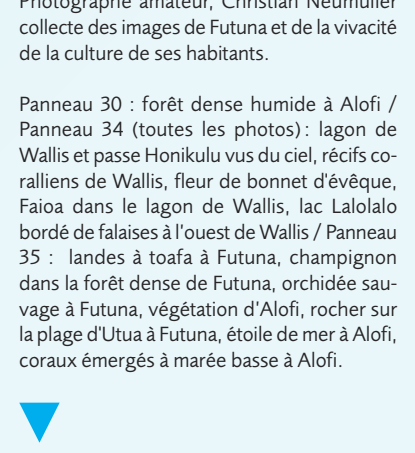 Photographe amateur, Christian Neumuller
collecte des images de Futuna et de la vivacité
de la culture de ses habitants.
Panneau 30 : forêt dense humide à Alofi /
Panneau 34 (toutes les photos) : lagon de
Wallis et passe Honikulu vus du ciel, récifs co-
ralliens de Wallis, fleur de bonnet d'évêque,
Faioa dans le lagon de Wallis, lac Lalolalo
bordé de falaises à l'ouest de Wallis / Panneau
35 : landes à toafa à Futuna, champignon
dans la forêt dense de Futuna, orchidée sau-
vage à Futuna, végétation d'Alofi, rocher sur
la plage d'Utua à Futuna, étoile de mer à Alofi,
coraux émergés à marée basse à Alofi.